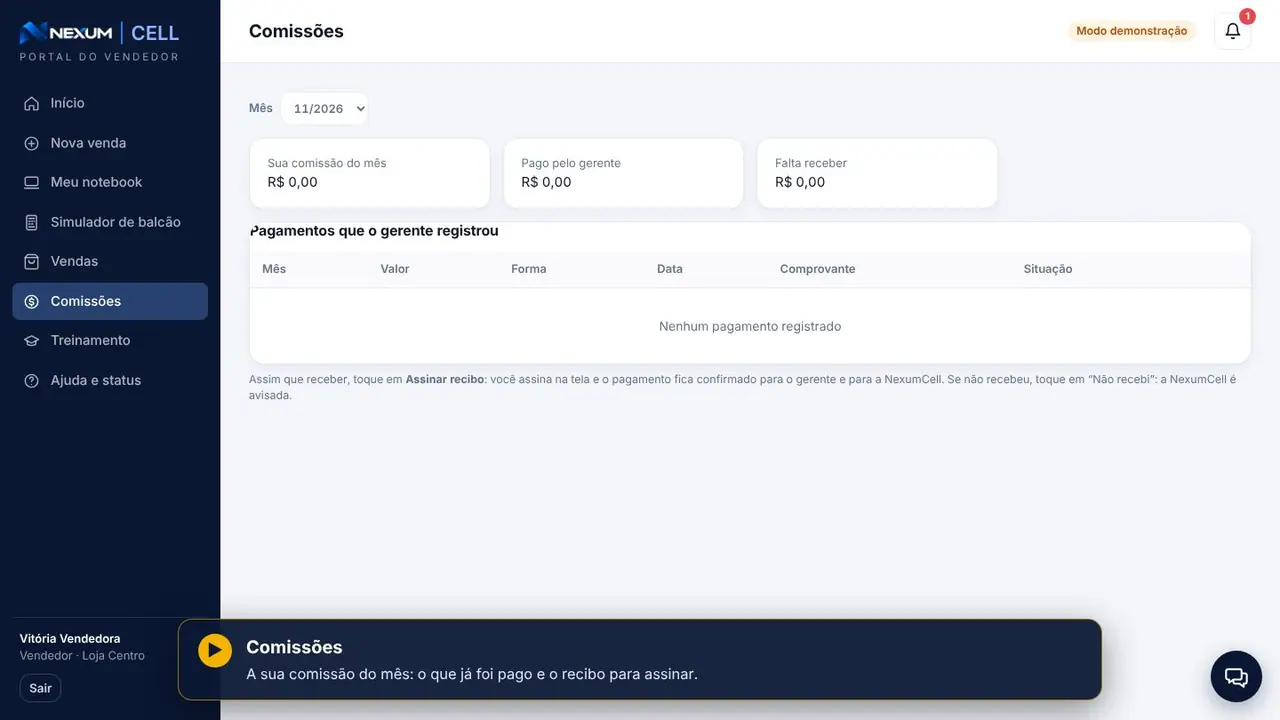 NEXUM | CELL
PORTAL DO VENDEDOR
Início
Nova venda
Meu notebook
Simulador de balcão
Vendas
Comissões
Treinamento
Ajuda e status
Vitória Vendedora
Vendedor · Loja Centro
Sair
Comissões
Modo demonstração
1
Mês 11/2026
Sua comissão do mês
R$ 0,00
Pago pelo gerente
R$ 0,00
Falta receber
R$ 0,00
Pagamentos que o gerente registrou
Mês Valor Forma Data Comprovante Situação
Nenhum pagamento registrado
Assim que receber, toque em Assinar recibo: você assina na tela e o pagamento fica confirmado para o gerente e para a NexumCell. Se não recebeu, toque em “Não recebi”: a NexumCell é
avisada.
Comissões
A sua comissão do mês: o que já foi pago e o recibo para assinar.